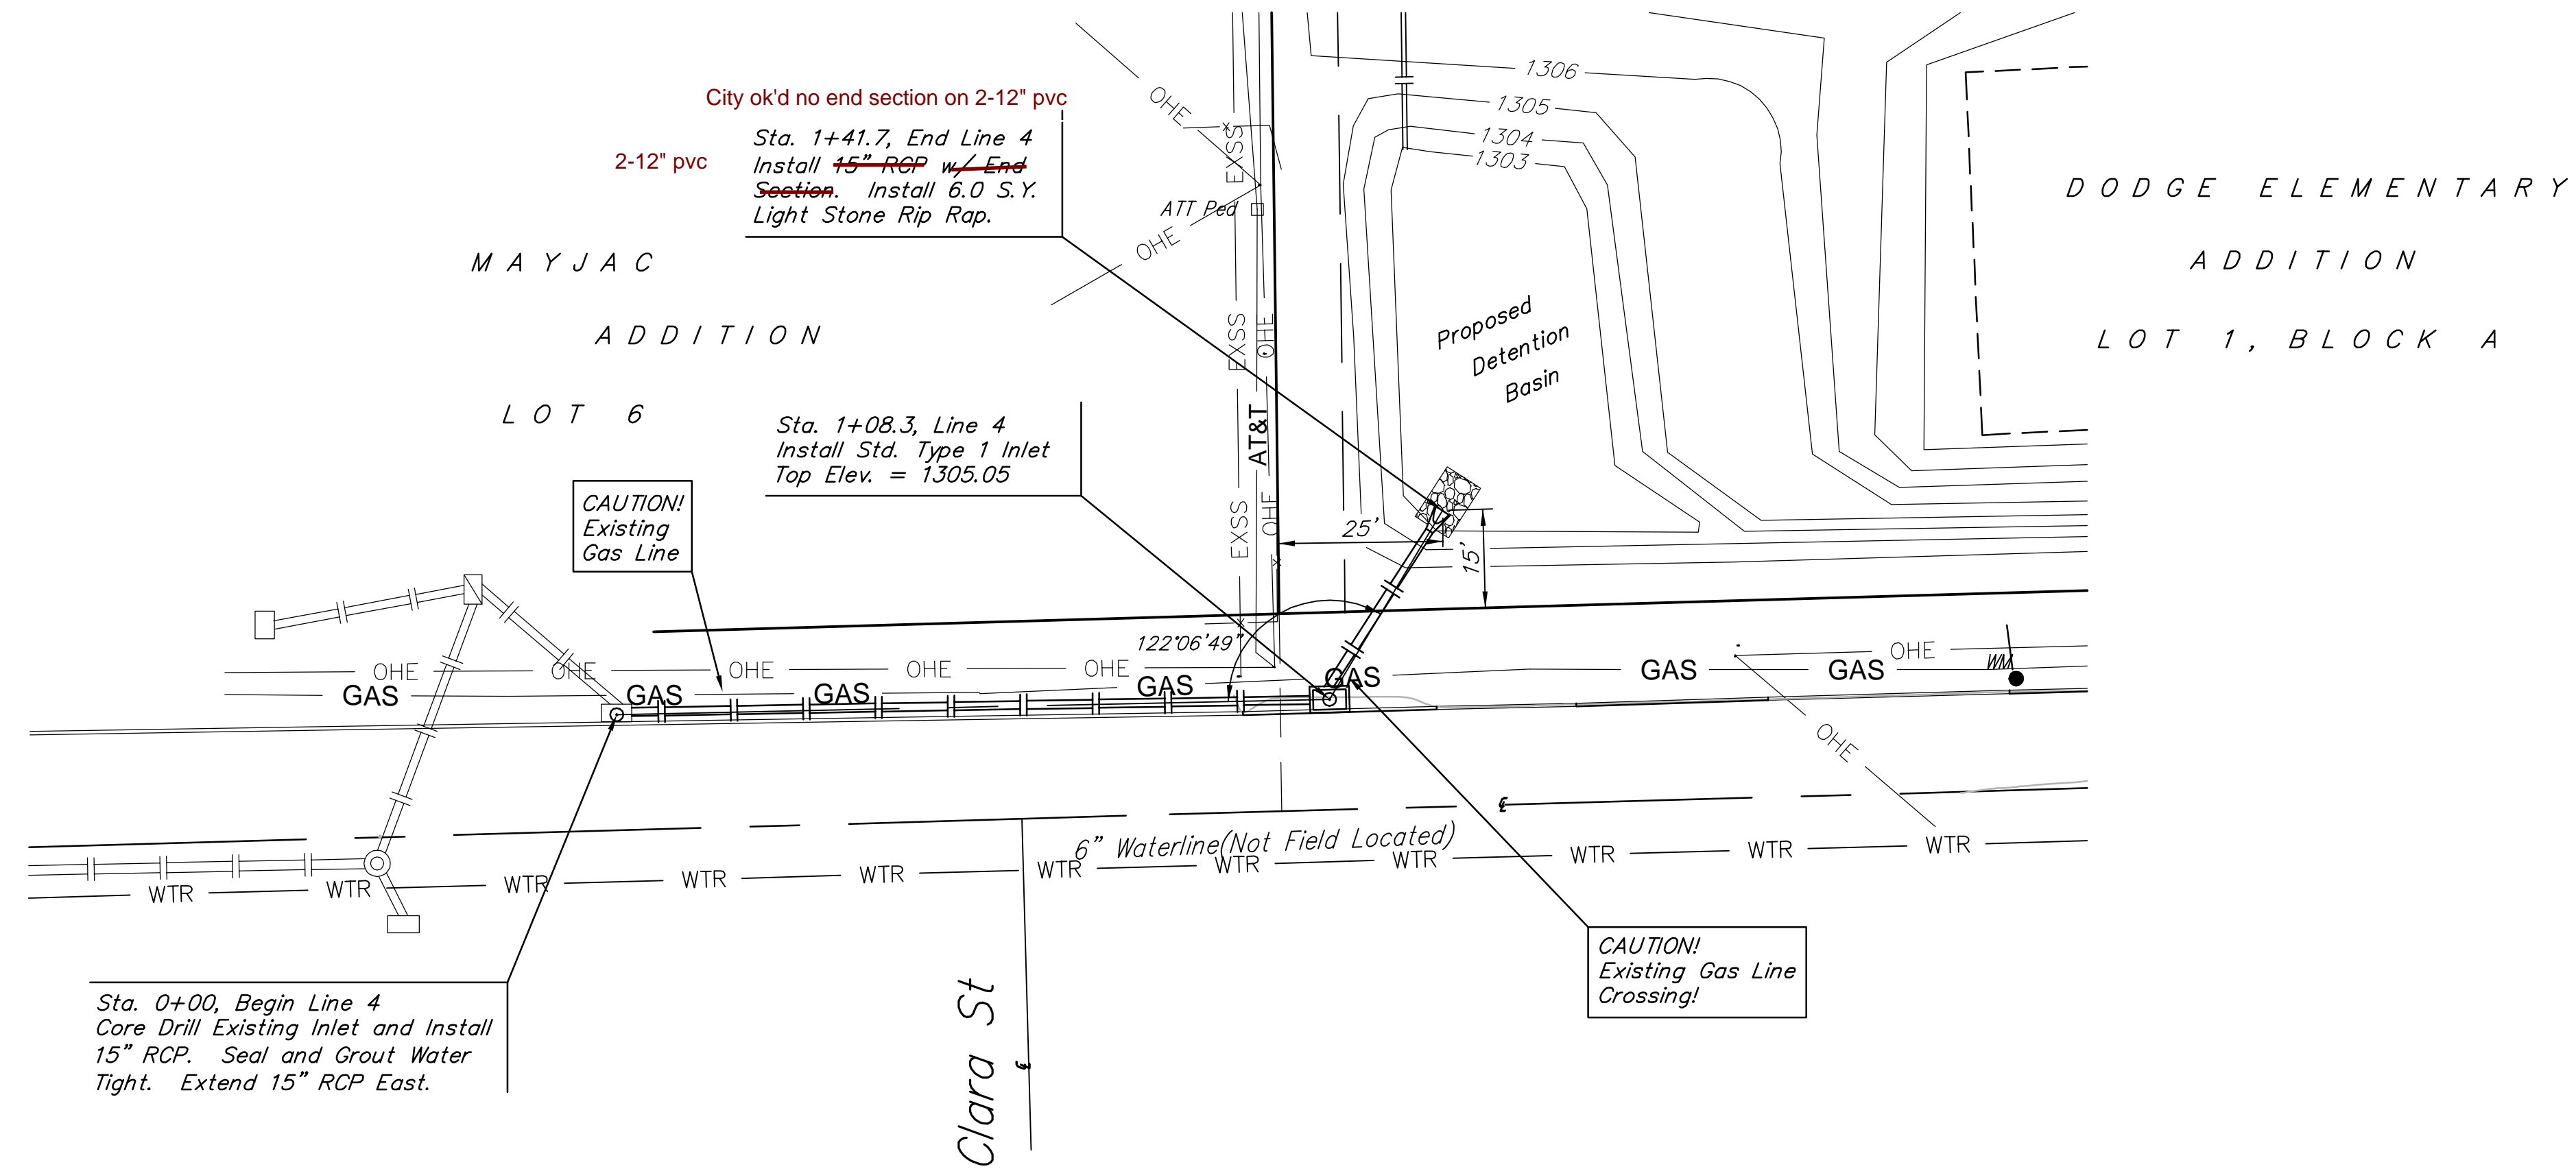 City ok'd no end section on 2-12" pvc
2-12" pvc
Sta. 1+41.7, End Line 4
Install 15" RCP w/ End
Section. Install 6.0 S.Y.
Light Stone Rip Rap.
MAYJAC
ADDITION
LOT 6
OHE
OHE
EXSS
ATT Ped
EXSS
OHE
AT&T
EXSS
OHE
1306
1305
1304
1303
Proposed
Detention
Basin
DODGE ELEMENTARY
ADDITION
LOT 1, BLOCK A
Sta. 1+08.3, Line 4
Install Std. Type 1 Inlet
Top Elev. = 1305.05
CAUTION!
Existing
Gas Line
25'
15'
122°06'49"
OHE OHE OHE OHE OHE OHE
GAS GAS GAS GAS GAS GAS GAS
WM
OHE
6" Waterline(Not Field Located)
WTR WTR WTR WTR WTR WTR WTR WTR WTR WTR WTR
CAUTION!
Existing Gas Line
Crossing!
Sta. 0+00, Begin Line 4
Core Drill Existing Inlet and Install
15" RCP. Seal and Grout Water
Tight. Extend 15" RCP East.
Clara St